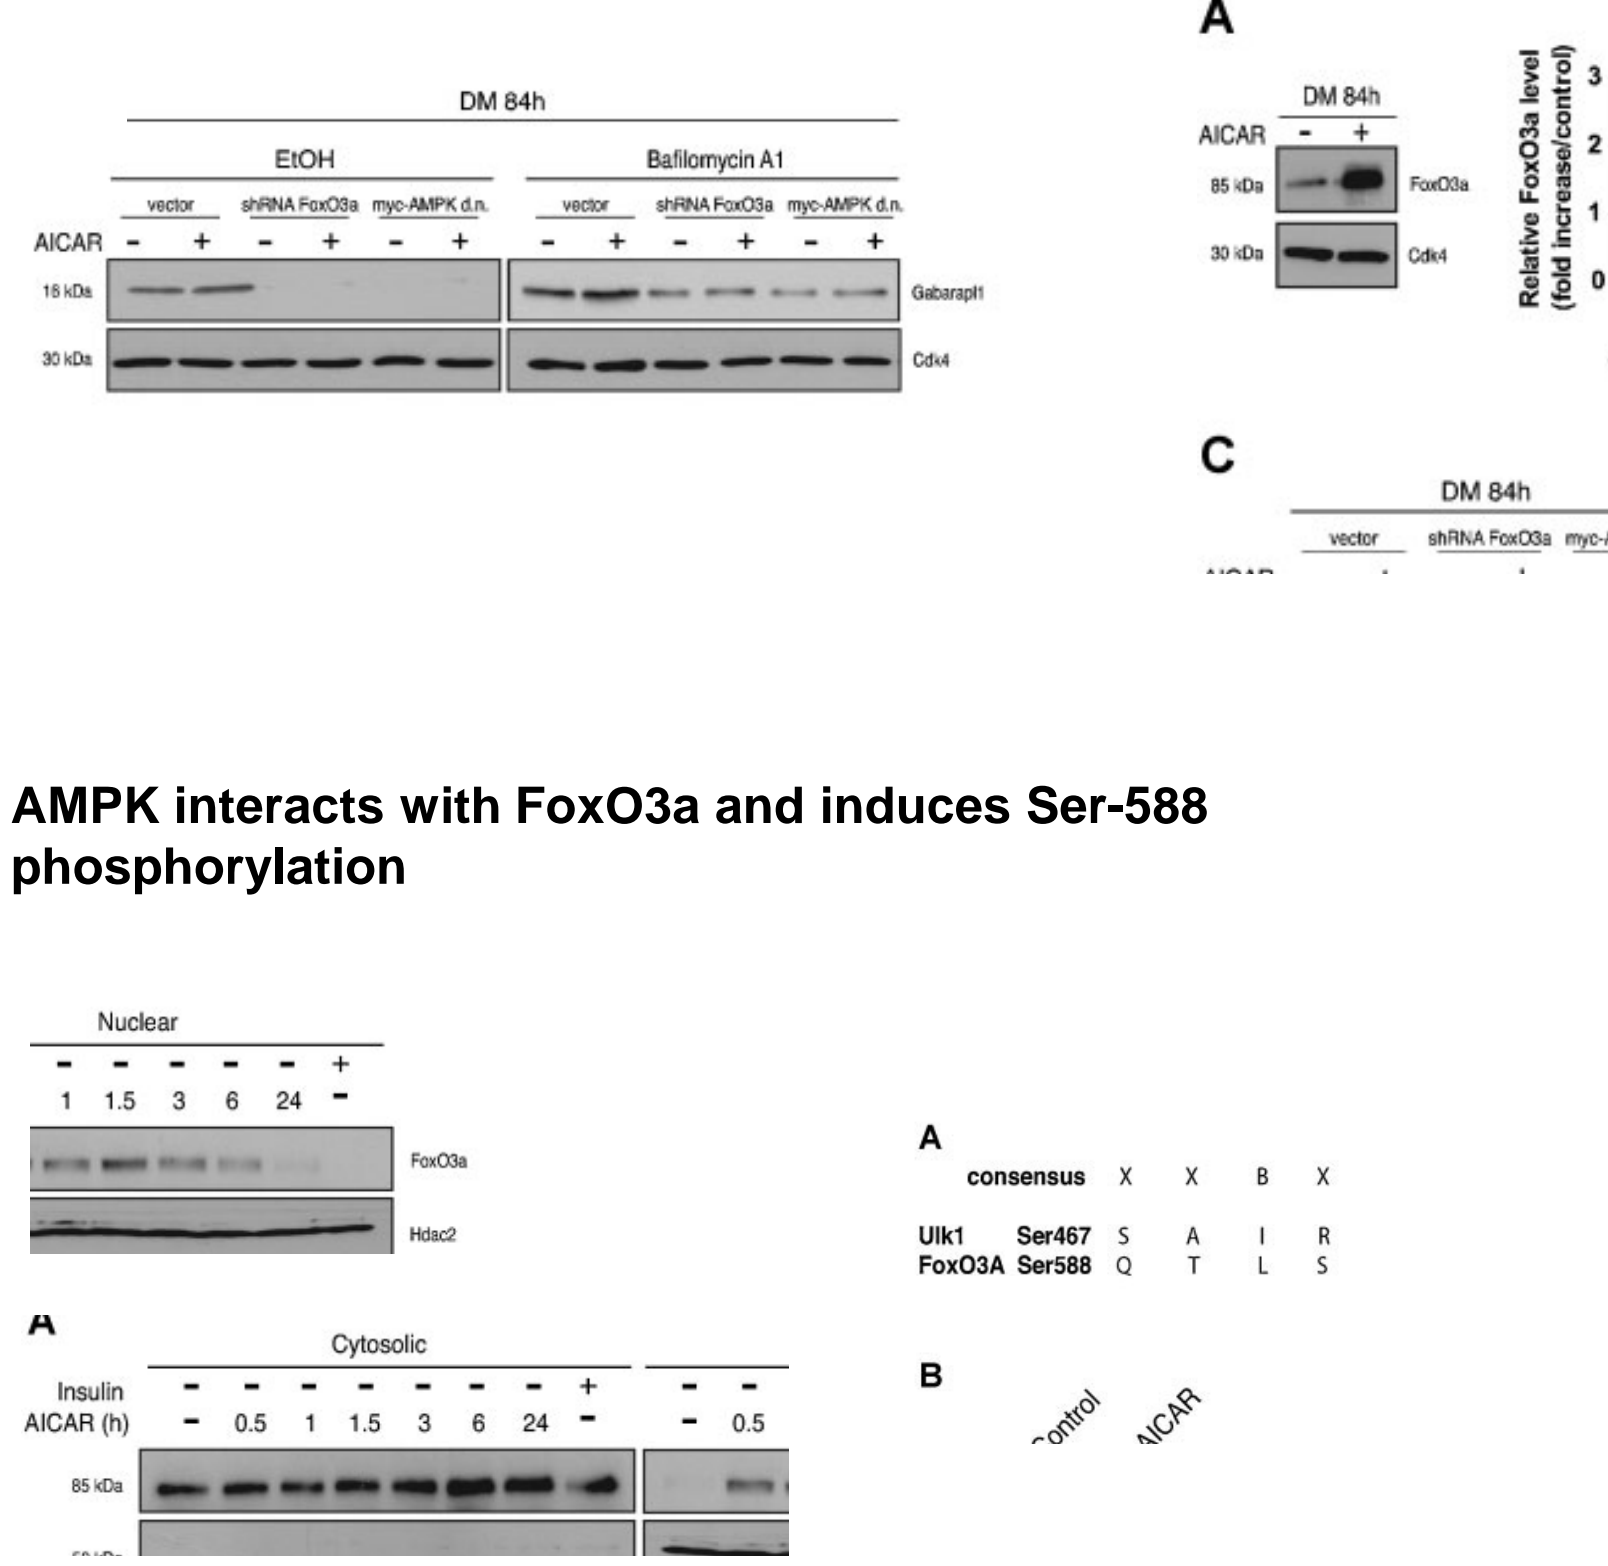 DM 84h
EtOH Bafilomycin A1
vector shRNA FoxO3a myc-AMPK d.n. vector shRNA FoxO3a myc-AMPK d.n.
AICAR - + - + - + - + - + - +
16 kDa Gabarapl1
30 kDa Cdk4
A
DM 84h
AICAR - +
85 kDa FoxO3a
30 kDa Cdk4
Relative FoxO3a level
(fold increase/control)
3
2
1
0
C
DM 84h
vector shRNA FoxO3a myc-
AMPK interacts with FoxO3a and induces Ser-588
phosphorylation
Nuclear
- - - - - +
1 1.5 3 6 24 -
FoxO3a
Hdac2
A
Cytosolic
Insulin - - - - - - - + - -
AICAR (h) - 0.5 1 1.5 3 6 24 - - 0.5
85 kDa
A
consensus X X B X
Ulk1 Ser467 S A I R
FoxO3A Ser588 Q T L S
B
Control AICAR